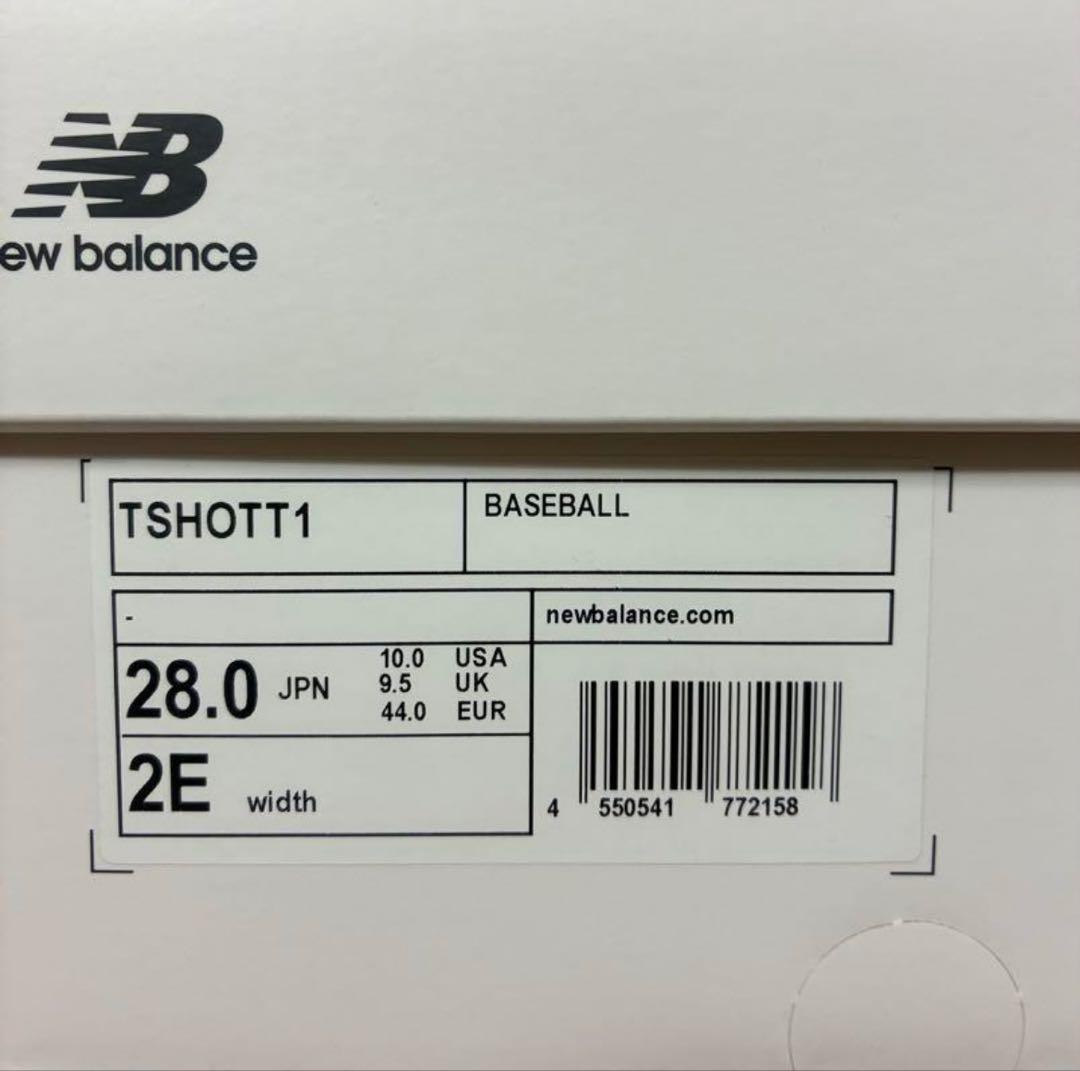 NB
ew balance
TSHOTT1
BASEBALL
-
newbalance.com
28.0 JPN
10.0 USA
9.5 UK
44.0 EUR
2E width
4 550541 772158